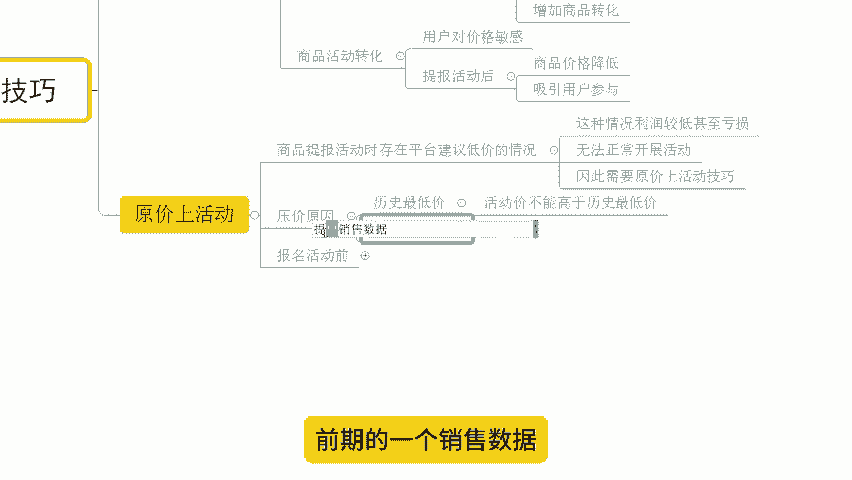 增加商品转化
用户对价格敏感
商品活动转化
商品价格降低
提报活动后
吸引用户参与
技巧
这种情况利润较低甚至亏损
商品提报活动时存在平台建议低价的情况
无法正常开展活动
因此需要原价上活动技巧
原价上活动
历史最低价
活动价不能高于历史最低价
压价原因
提 销售数据
报名活动前
前期的一个销售数据